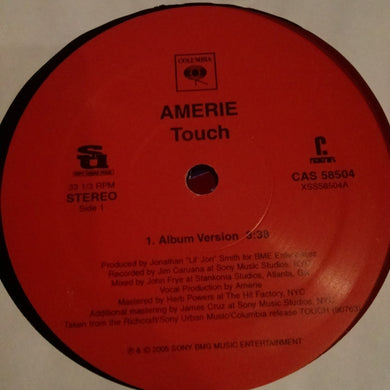 COLUMBIA
AMERIE
Touch
33 1/3 RPM
STEREO
Side 1
CAS 58504
XSS58504A
1. Album Version 3:38
Produced by Jonathan "Lil' Jon" Smith for BME Entertainment
Recorded by Jim Caruana at Sony Music Studios, NYC
Mixed by John Frye at Stankonia Studios, Atlanta, GA
Vocal Production by Amerie
Mastered by Herb Powers at The Hit Factory, NYC
Additional mastering by James Cruz at Sony Music Studios, NYC
Taken from the Richcraft/Sony Urban Music/Columbia release TOUCH (90763)
℗ & © 2005 SONY BMG MUSIC ENTERTAINMENT